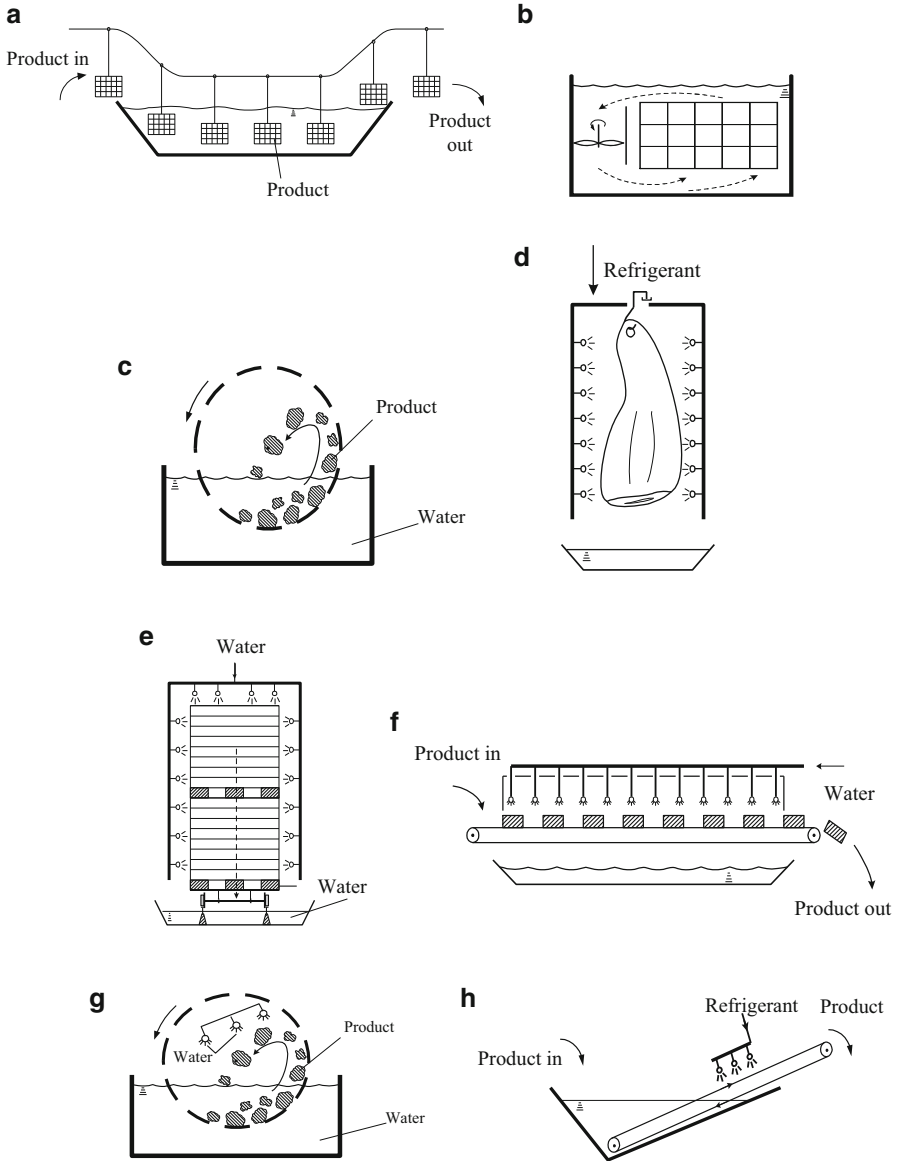 a
Product in
Product
out
Product
b
d
Refrigerant
c
Product
Water
e
Water
Water
f
Product in
Water
Product out
g
Water
Product
Water
h
Refrigerant
Product
Product in